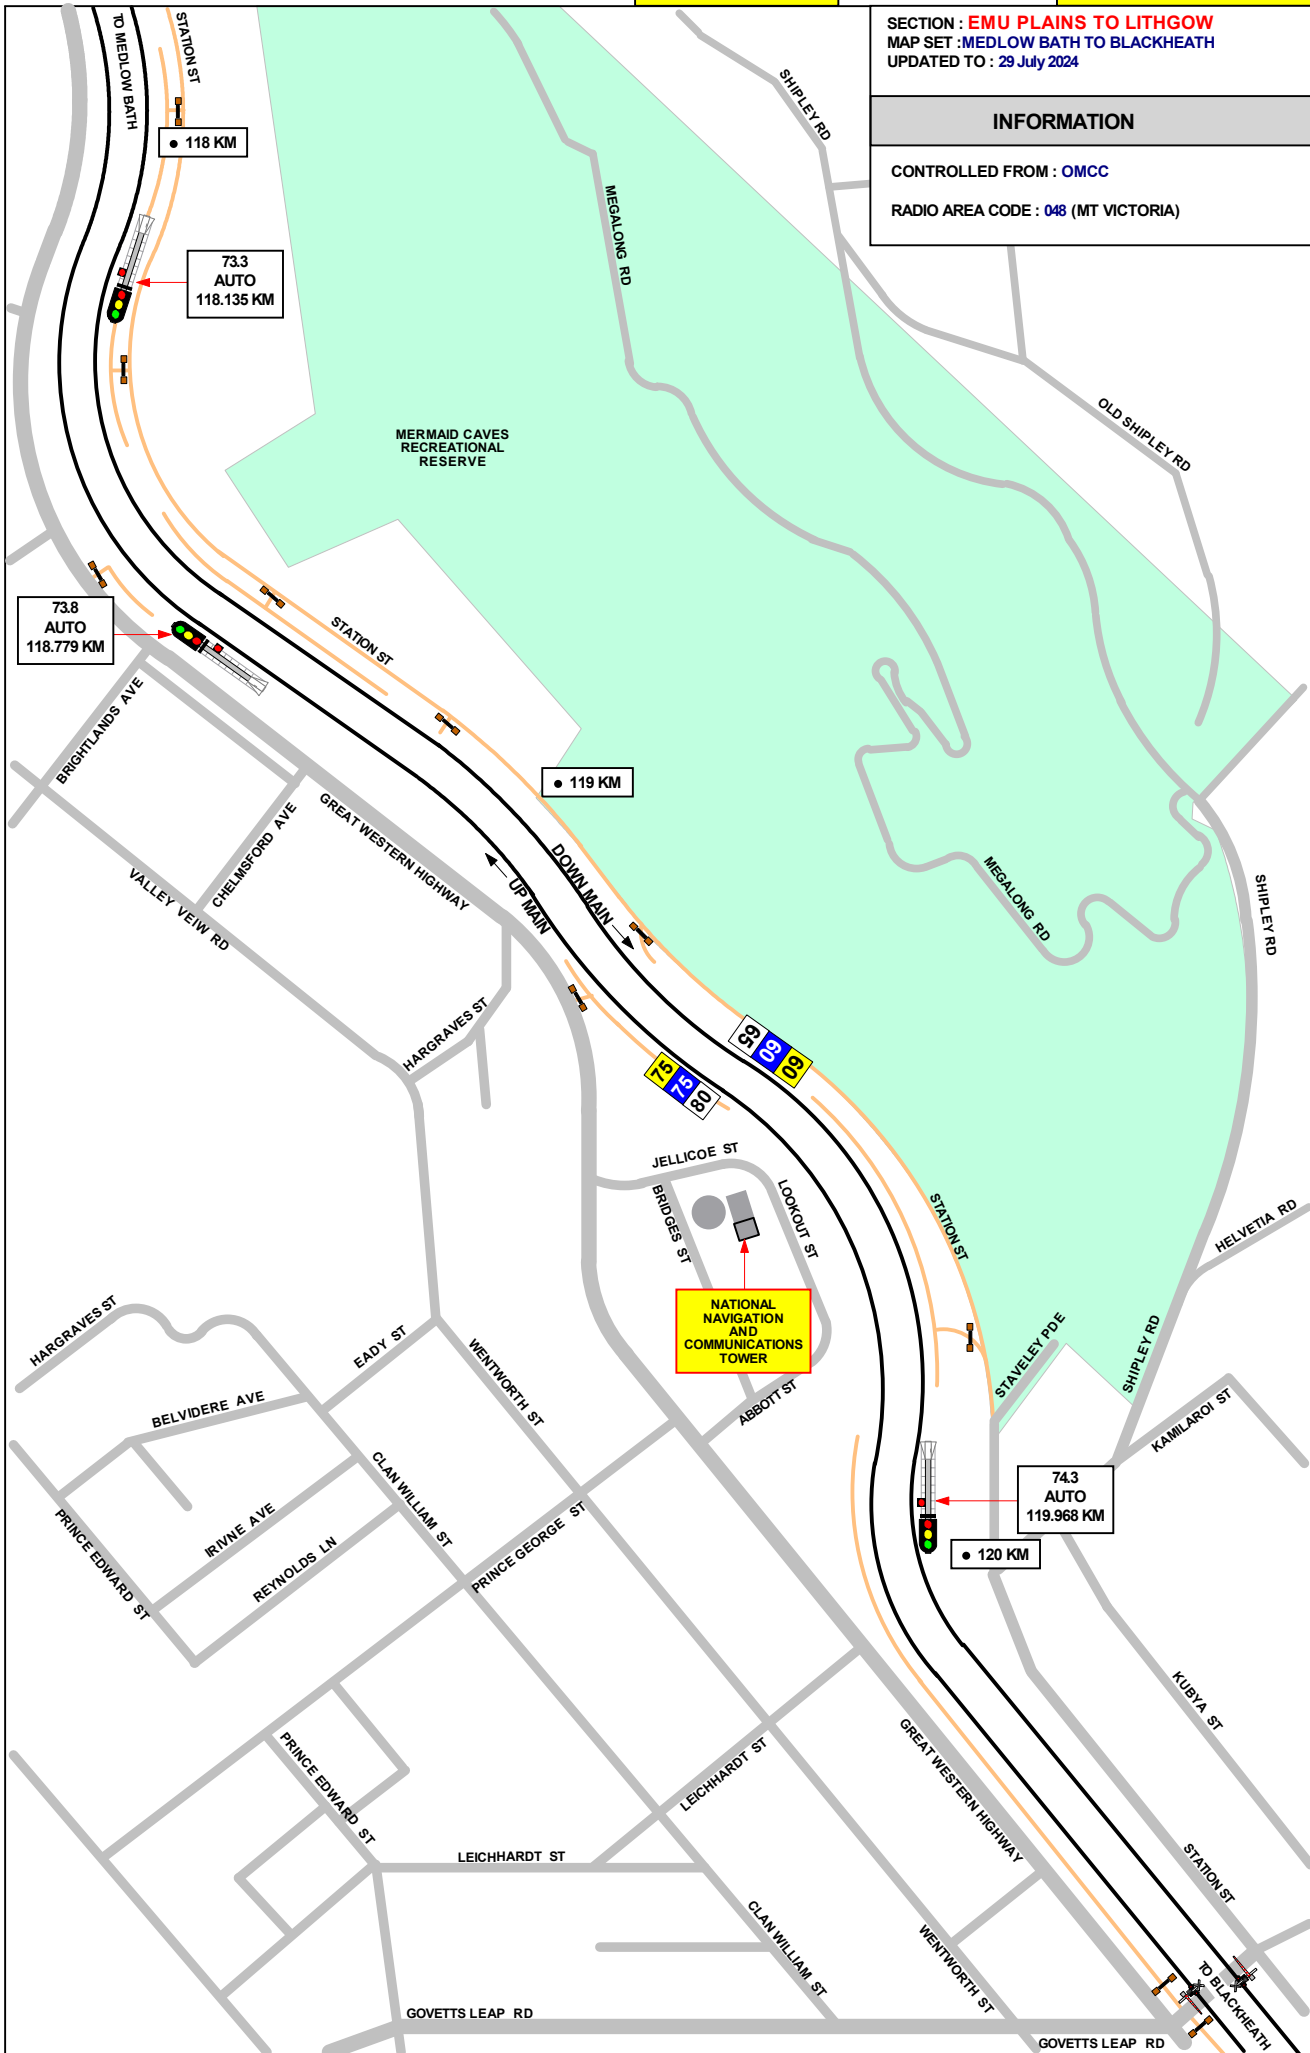 SECTION : EMU PLAINS TO LITHGOW
MAP SET :MEDLOW BATH TO BLACKHEATH
UPDATED TO : 29 July 2024
INFORMATION
CONTROLLED FROM : OMCC
RADIO AREA CODE : 048 (MT VICTORIA)
TO MEDLOW BATH
STATION ST
• 118 KM
73.3
AUTO
118.135 KM
SHIPLEY RD
MEGALONG RD
OLD SHIPLEY RD
MERMAID CAVES
RECREATIONAL
RESERVE
73.8
AUTO
118.779 KM
STATION ST
BRIGHTLANDS AVE
• 119 KM
CHELMSFORD AVE
GREAT WESTERN HIGHWAY
VALLEY VEIW RD
UP MAIN
DOWN MAIN
MEGALONG RD
SHIPLEY RD
HARGRAVES ST
65
60
60
75
75
80
JELLICOE ST
BRIDGES ST
LOOKOUT ST
STATION ST
HELVETIA RD
NATIONAL
NAVIGATION
AND
COMMUNICATIONS
TOWER
HARGRAVES ST
EADY ST
WENTWORTH ST
STAVELEY PDE
SHIPLEY RD
BELVIDERE AVE
ABBOTT ST
KAMILAROI ST
CLAN WILLIAM ST
74.3
AUTO
119.968 KM
PRINCE EDWARD ST
IRIVNE AVE
REYNOLDS LN
PRINCE GEORGE ST
• 120 KM
KUBYA ST
PRINCE EDWARD ST
LEICHHARDT ST
GREAT WESTERN HIGHWAY
LEICHHARDT ST
STATION ST
CLAN WILLIAM ST
WENTWORTH ST
TO BLACKHEATH
GOVETTS LEAP RD
GOVETTS LEAP RD